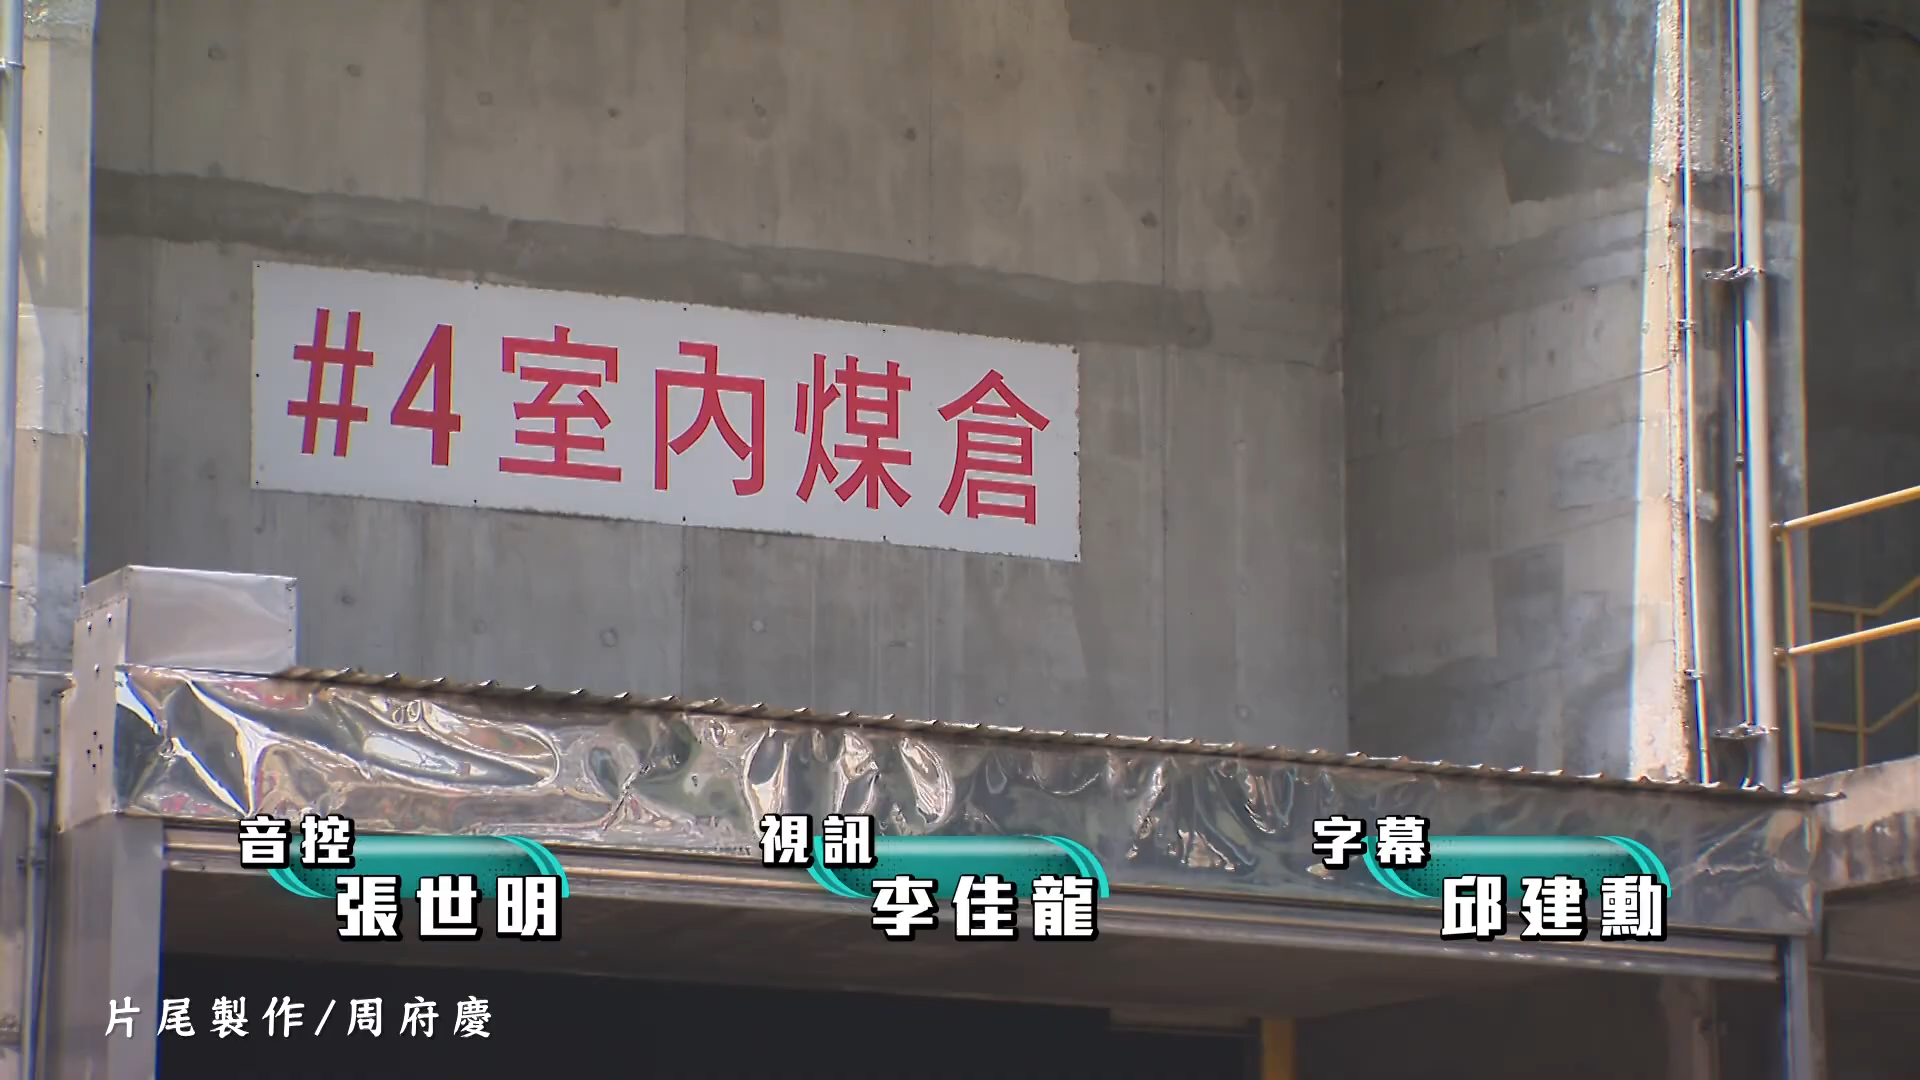 #4室內煤倉
音控
張世明
視訊
李佳龍
字幕
邱建勳
片尾製作/周府慶